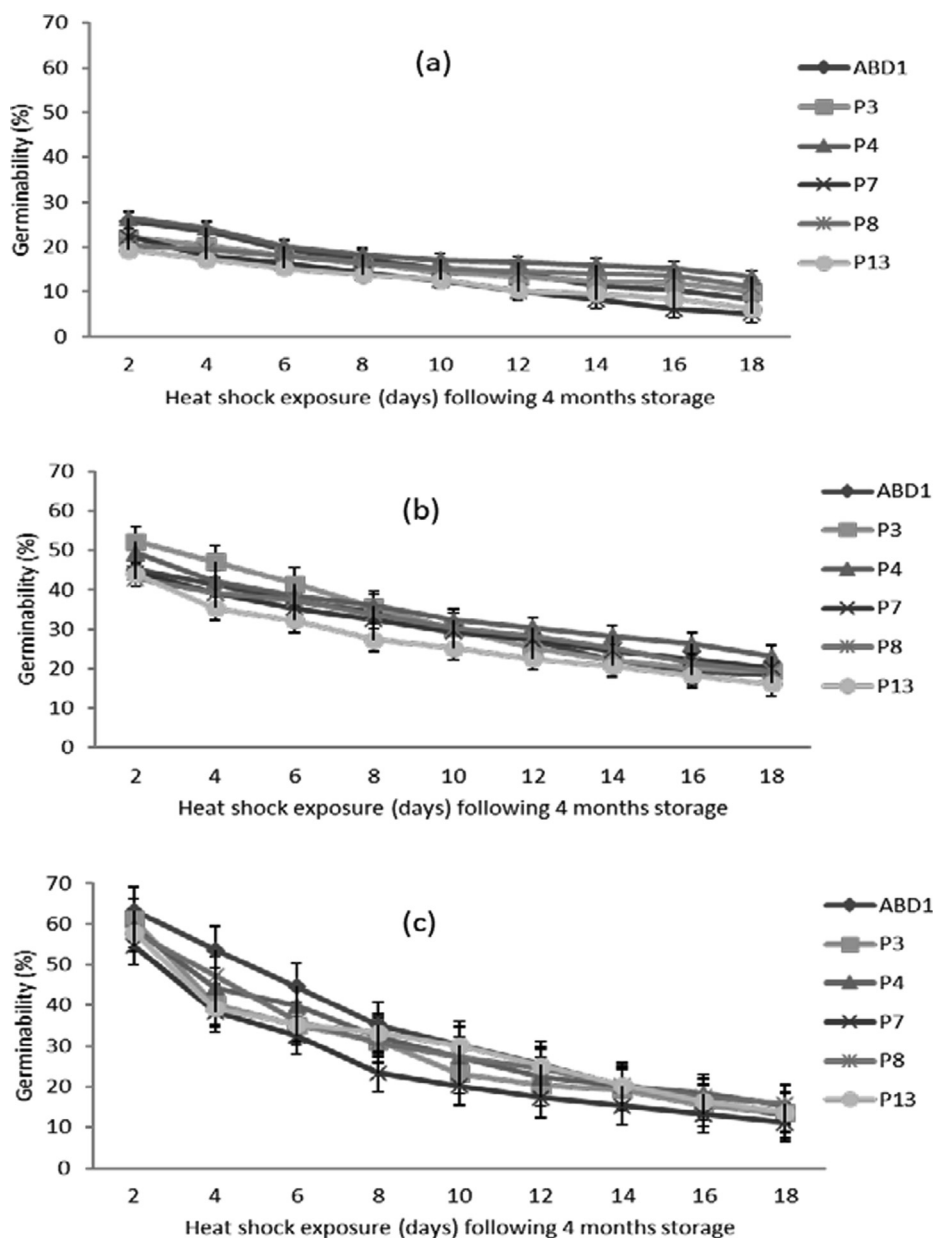 (a)
Germinability (%)
70
60
50
40
30
20
10
0
2 4 6 8 10 12 14 16 18
Heat shock exposure (days) following 4 months storage
ABD1
P3
P4
P7
P8
P13
(b)
Germinability (%)
70
60
50
40
30
20
10
0
2 4 6 8 10 12 14 16 18
Heat shock exposure (days) following 4 months storage
ABD1
P3
P4
P7
P8
P13
(c)
Germinability (%)
70
60
50
40
30
20
10
0
2 4 6 8 10 12 14 16 18
Heat shock exposure (days) following 4 months storage
ABD1
P3
P4
P7
P8
P13